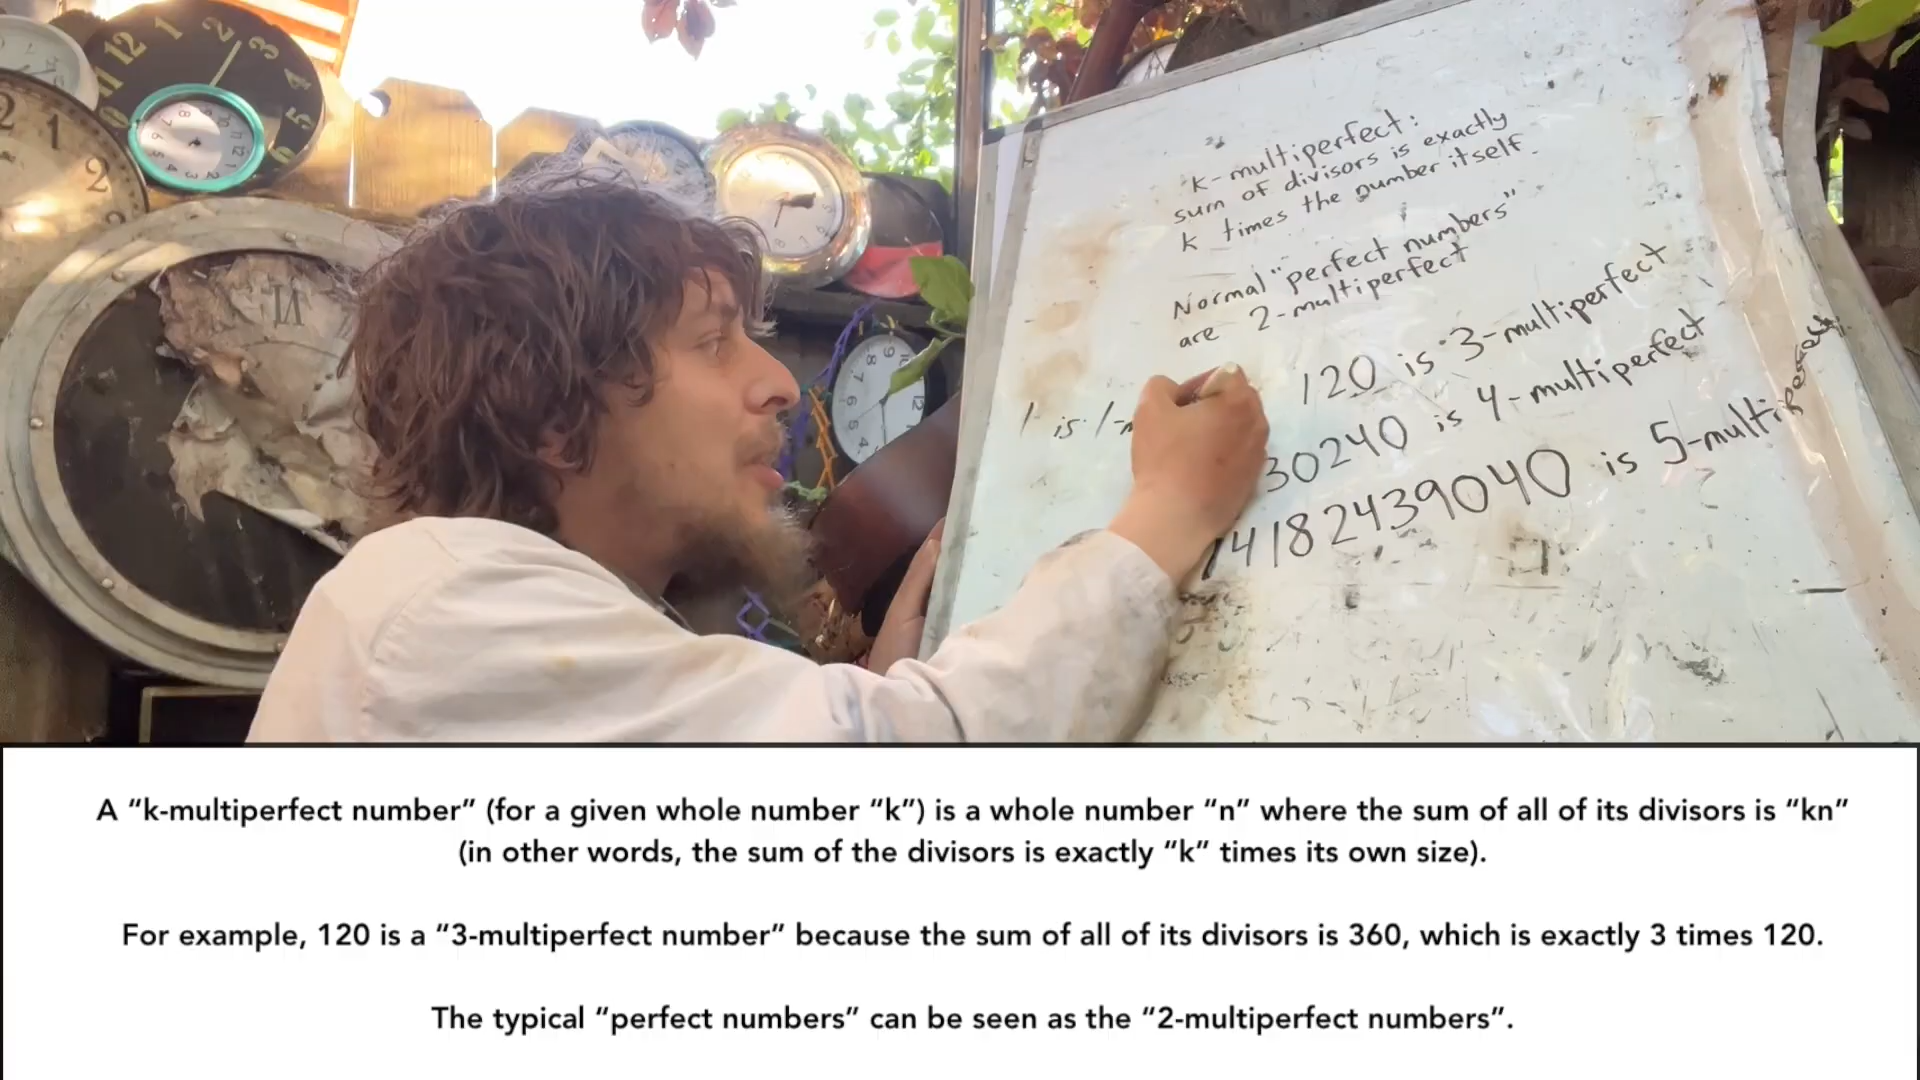 k-multiperfect:
sum of divisors is exactly
k times the number itself.
Normal "perfect numbers"
are 2-multiperfect
1 is 1-m
120 is 3-multiperfect
30240 is 4-multiperfect
14182439040 is 5-multiperfect
A “k-multiperfect number” (for a given whole number “k”) is a whole number “n” where the sum of all of its divisors is “kn”
(in other words, the sum of the divisors is exactly “k” times its own size).
For example, 120 is a “3-multiperfect number” because the sum of all of its divisors is 360, which is exactly 3 times 120.
The typical “perfect numbers” can be seen as the “2-multiperfect numbers”.